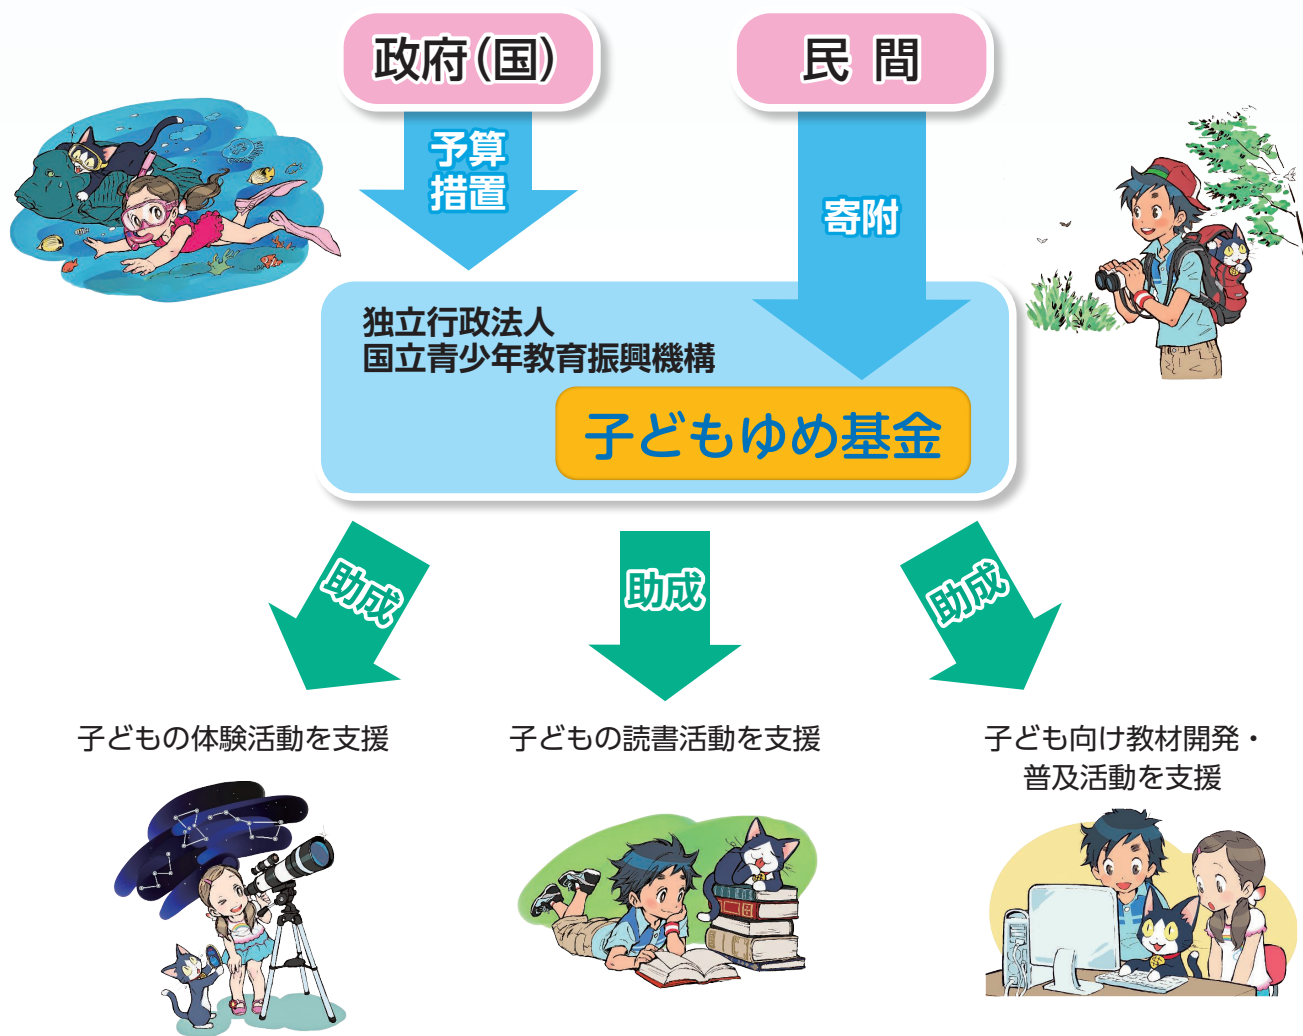 政府(国)
民 間
予算
措置
寄附
独立行政法人
国立青少年教育振興機構
子どもゆめ基金
助成
助成
助成
子どもの体験活動を支援
子どもの読書活動を支援
子ども向け教材開発・
普及活動を支援